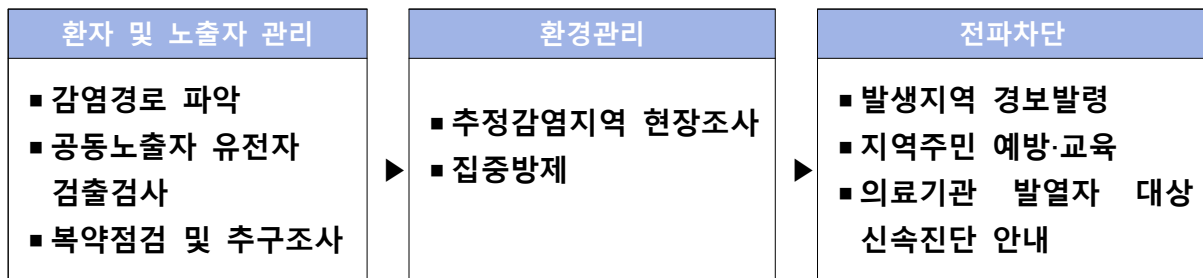 환자 및 노출자 관리
■ 감염경로 파악
■ 공동노출자 유전자
검출검사
■ 복약점검 및 추구조사
▶
환경관리
■ 추정감염지역 현장조사
■ 집중방제
▶
전파차단
■ 발생지역 경보발령
■ 지역주민 예방·교육
■ 의료기관 발열자 대상
신속진단 안내